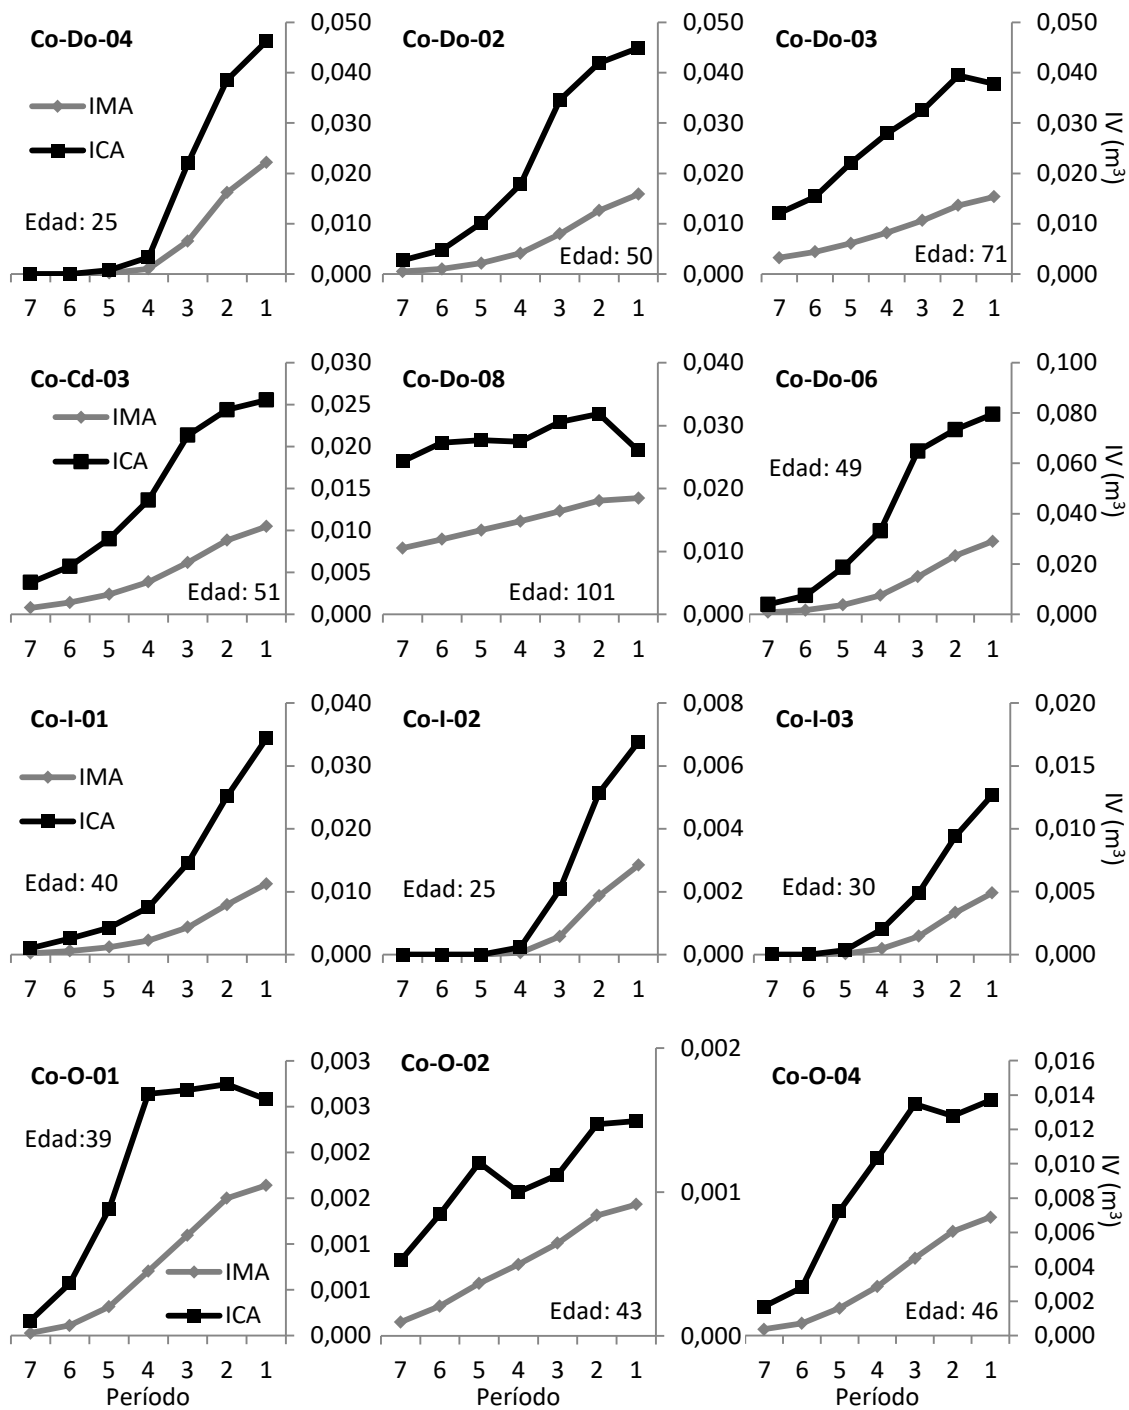 Co-Do-04
IMA
ICA
Edad: 25
0,050
0,040
0,030
0,020
0,010
0,000
7 6 5 4 3 2 1
Co-Do-02
Edad: 50
0,050
0,040
0,030
0,020
0,010
0,000
7 6 5 4 3 2 1
Co-Do-03
Edad: 71
0,050
0,040
0,030
0,020
0,010
0,000
IV (m³)
7 6 5 4 3 2 1
Co-Cd-03
IMA
ICA
Edad: 51
0,030
0,025
0,020
0,015
0,010
0,005
0,000
7 6 5 4 3 2 1
Co-Do-08
Edad: 101
0,040
0,030
0,020
0,010
0,000
7 6 5 4 3 2 1
Co-Do-06
Edad: 49
0,100
0,080
0,060
0,040
0,020
0,000
IV (m³)
7 6 5 4 3 2 1
Co-I-01
IMA
ICA
Edad: 40
0,040
0,030
0,020
0,010
0,000
7 6 5 4 3 2 1
Co-I-02
Edad: 25
0,008
0,006
0,004
0,002
0,000
7 6 5 4 3 2 1
Co-I-03
Edad: 30
0,020
0,015
0,010
0,005
0,000
IV (m³)
7 6 5 4 3 2 1
Co-O-01
Edad:39
IMA
ICA
0,003
0,003
0,002
0,002
0,001
0,001
0,000
7 6 5 4 3 2 1
Período
Co-O-02
Edad: 43
0,002
0,001
0,000
7 6 5 4 3 2 1
Período
Co-O-04
Edad: 46
0,016
0,014
0,012
0,010
0,008
0,006
0,004
0,002
0,000
IV (m³)
7 6 5 4 3 2 1
Período